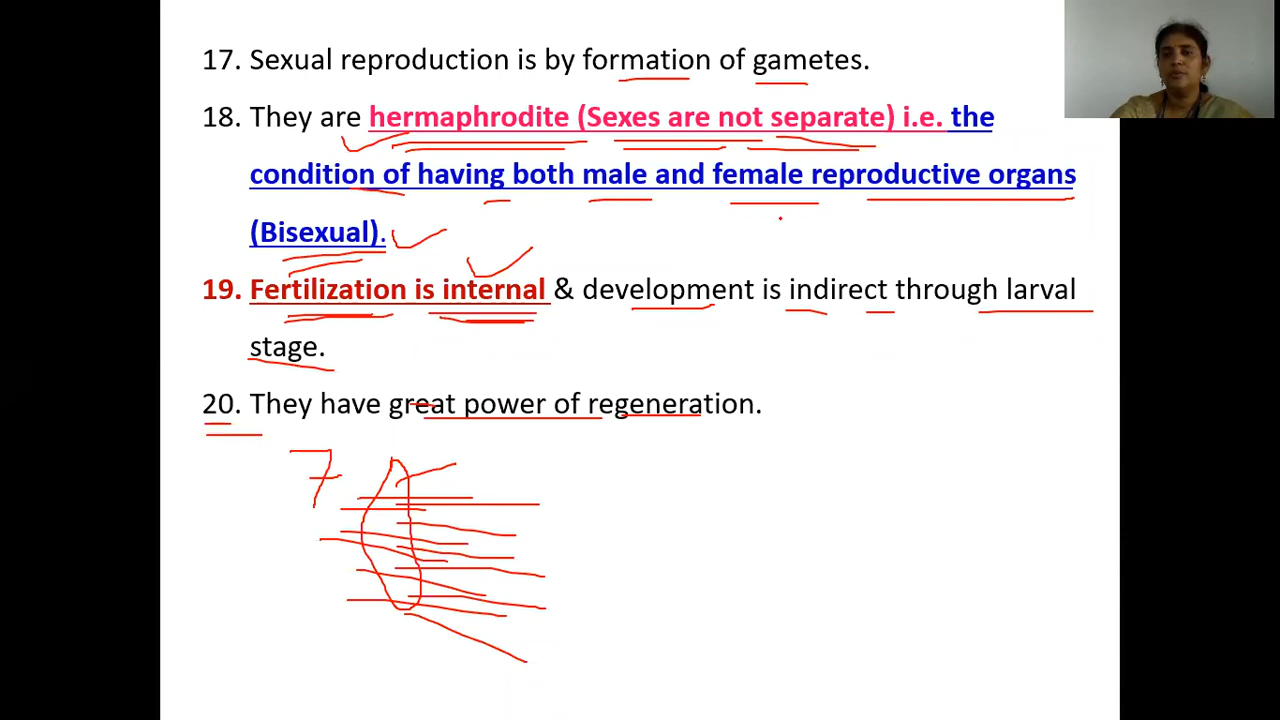 17. Sexual reproduction is by formation of gametes.
18. They are hermaphrodite (Sexes are not separate) i.e. the
condition of having both male and female reproductive organs
(Bisexual).
19. Fertilization is internal & development is indirect through larval
stage.
20. They have great power of regeneration.
7